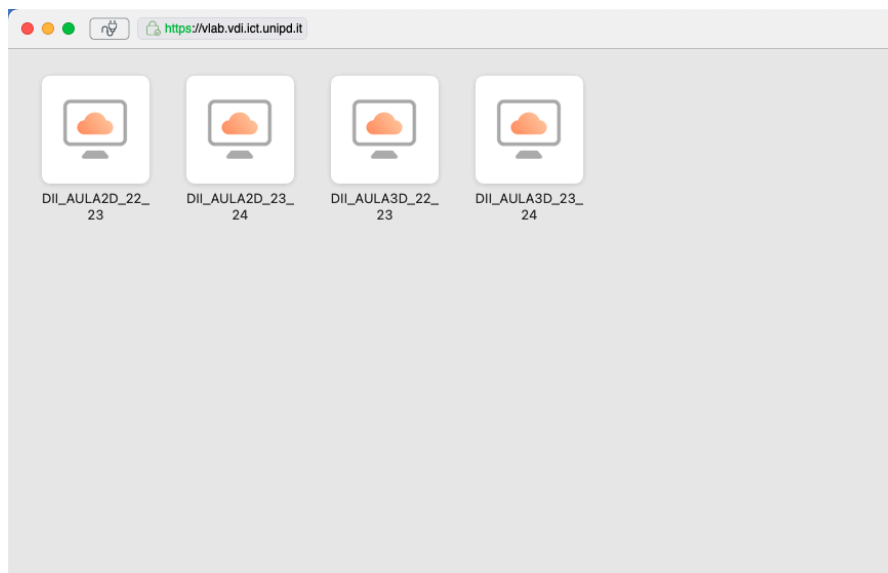 https://vlab.vdi.ict.unipd.it
DII_AULA2D_22_
23
DII_AULA2D_23_
24
DII_AULA3D_22_
23
DII_AULA3D_23_
24